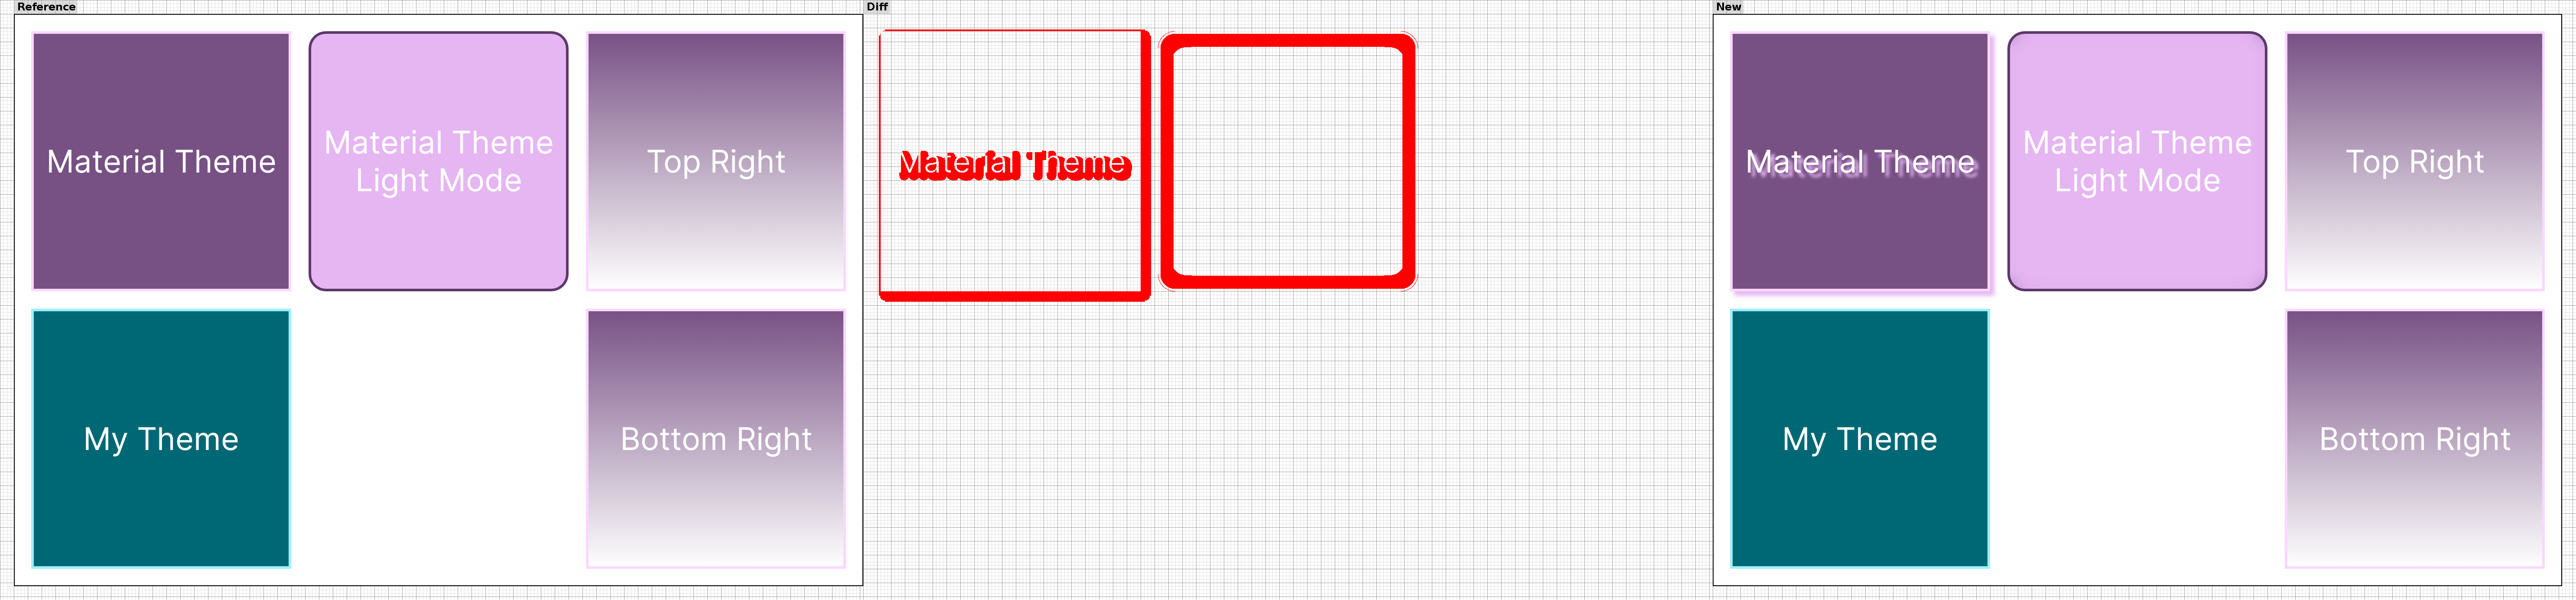 Reference
Diff
New
Material Theme
Material Theme
Light Mode
Top Right
Material Theme
Material Theme
Material Theme
Light Mode
Top Right
My Theme
Bottom Right
My Theme
Bottom Right